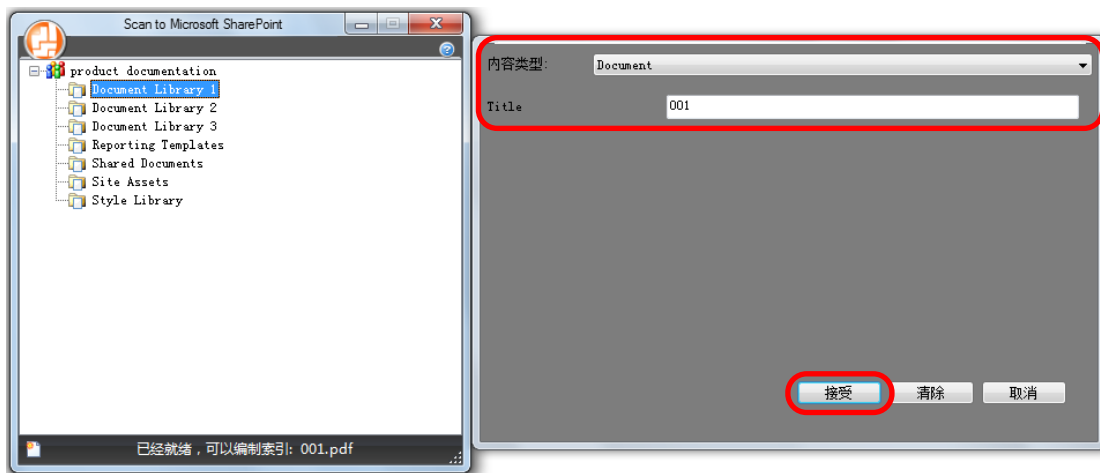 Scan to Microsoft SharePoint
product documentation
Document Library 1
Document Library 2
Document Library 3
Reporting Templates
Shared Documents
Site Assets
Style Library
已经就绪，可以编制索引: 001.pdf
内容类型: Document
Title 001
接受 清除 取消